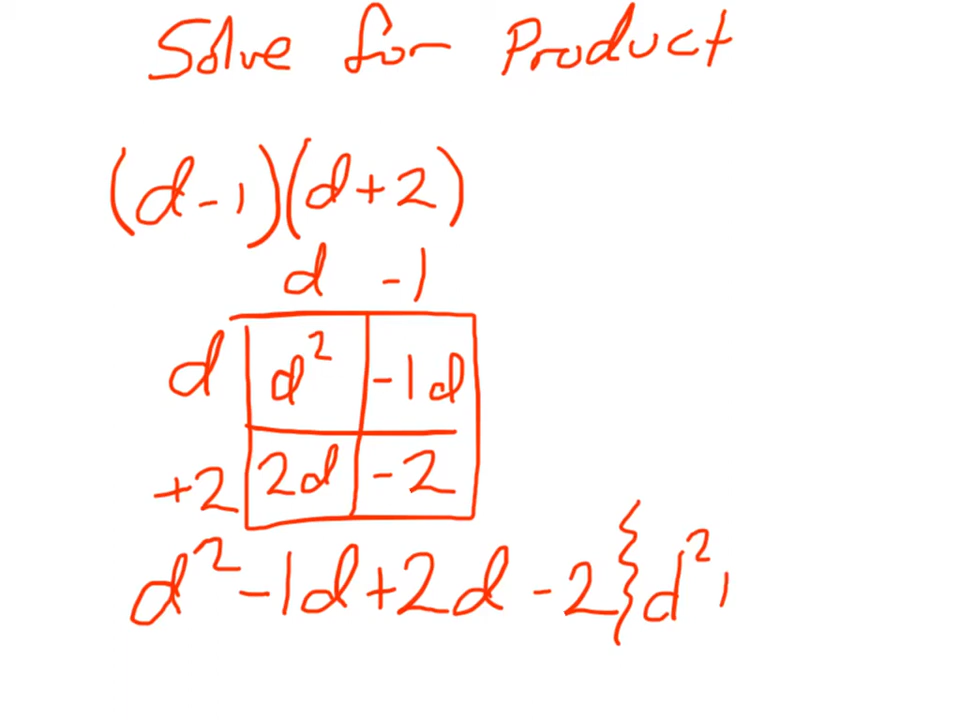 Solve for Product
(d-1)(d+2)
d -1
d d² -1d
+2 2d -2
d²-1d+2d-2}d²